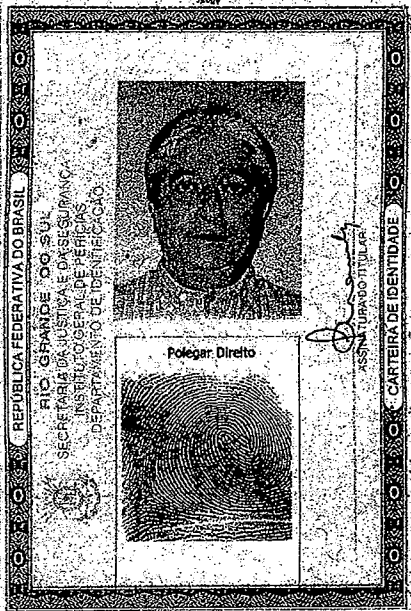 REPÚBLICA FEDERATIVA DO BRASIL
RIO GRANDE DO SUL
SECRETARIA DA JUSTIÇA E DA SEGURANÇA
INSTITUTO GERAL DE PERÍCIAS
DEPARTAMENTO DE IDENTIFICAÇÃO
Polegar Direito
ASSINATURA DO TITULAR
CARTEIRA DE IDENTIDADE